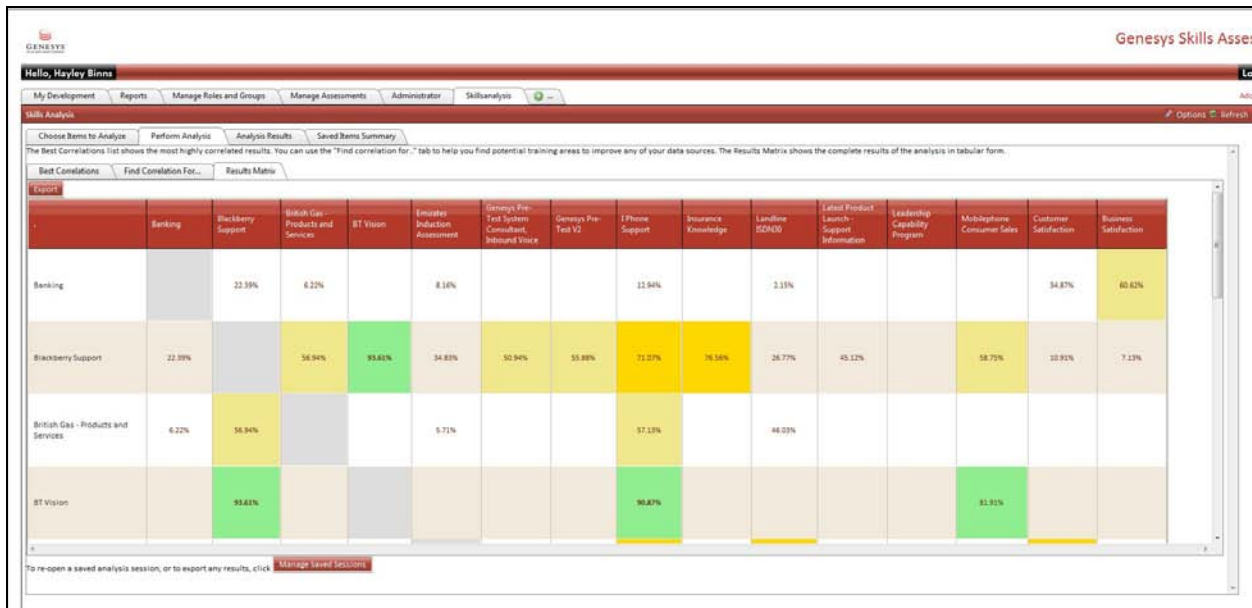 GENESYS
Genesys Skills Asse
Hello, Hayley Binns
Lo
My Development Reports Manage Roles and Groups Manage Assessments Administrator Skillsanalysis ...
Skills Analysis
Options Refresh
Choose Items to Analyze Perform Analysis Analysis Results Saved Items Summary
The Best Correlations list shows the most highly correlated results. You can use the "Find correlation for.." tab to help you find potential training areas to improve any of your data sources. The Results Matrix shows the complete results of the analysis in tabular form.
Best Correlations Find Correlation For... Results Matrix
Export
. Banking Blackberry Support British Gas - Products and Services BT Vision Emirates Induction Assessment Genesys Pre-Test System Consultant, Inbound Voice Genesys Pre-Test V2 I Phone Support Insurance Knowledge Landline ISDN30 Latest Product Launch - Support Information Leadership Capability Program Mobilephone Consumer Sales Customer Satisfaction Business Satisfaction
Banking 22.39% 6.22% 8.16% 12.94% 2.15% 34.87% 60.62%
Blackberry Support 22.39% 56.94% 93.61% 34.83% 50.94% 55.88% 71.07% 76.56% 26.77% 45.12% 58.75% 10.91% 7.13%
British Gas - Products and Services 6.22% 56.94% 5.71% 57.13% 46.03%
BT Vision 93.61% 90.87% 81.91%
To re-open a saved analysis session, or to export any results, click Manage Saved Sessions